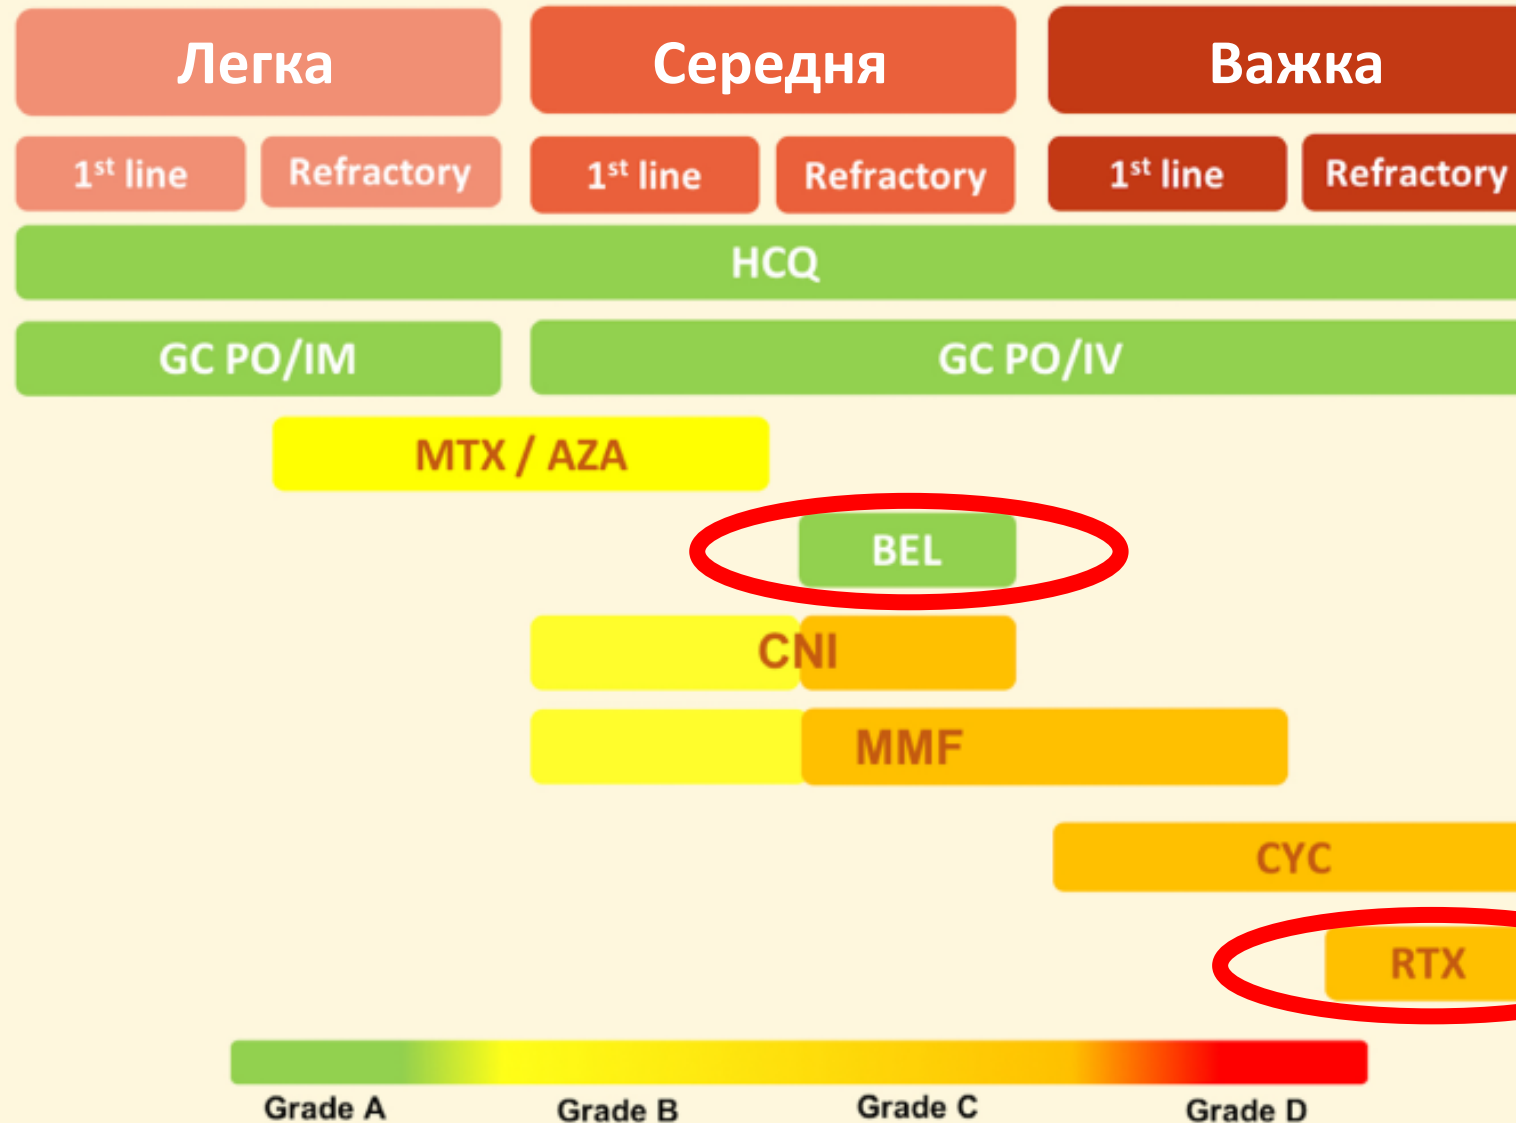 Легка Середня Важка
1st line Refractory 1st line Refractory 1st line Refractory
HCQ
GC PO/IM GC PO/IV
MTX / AZA
BEL
CNI
MMF
CYC
RTX
Grade A Grade B Grade C Grade D